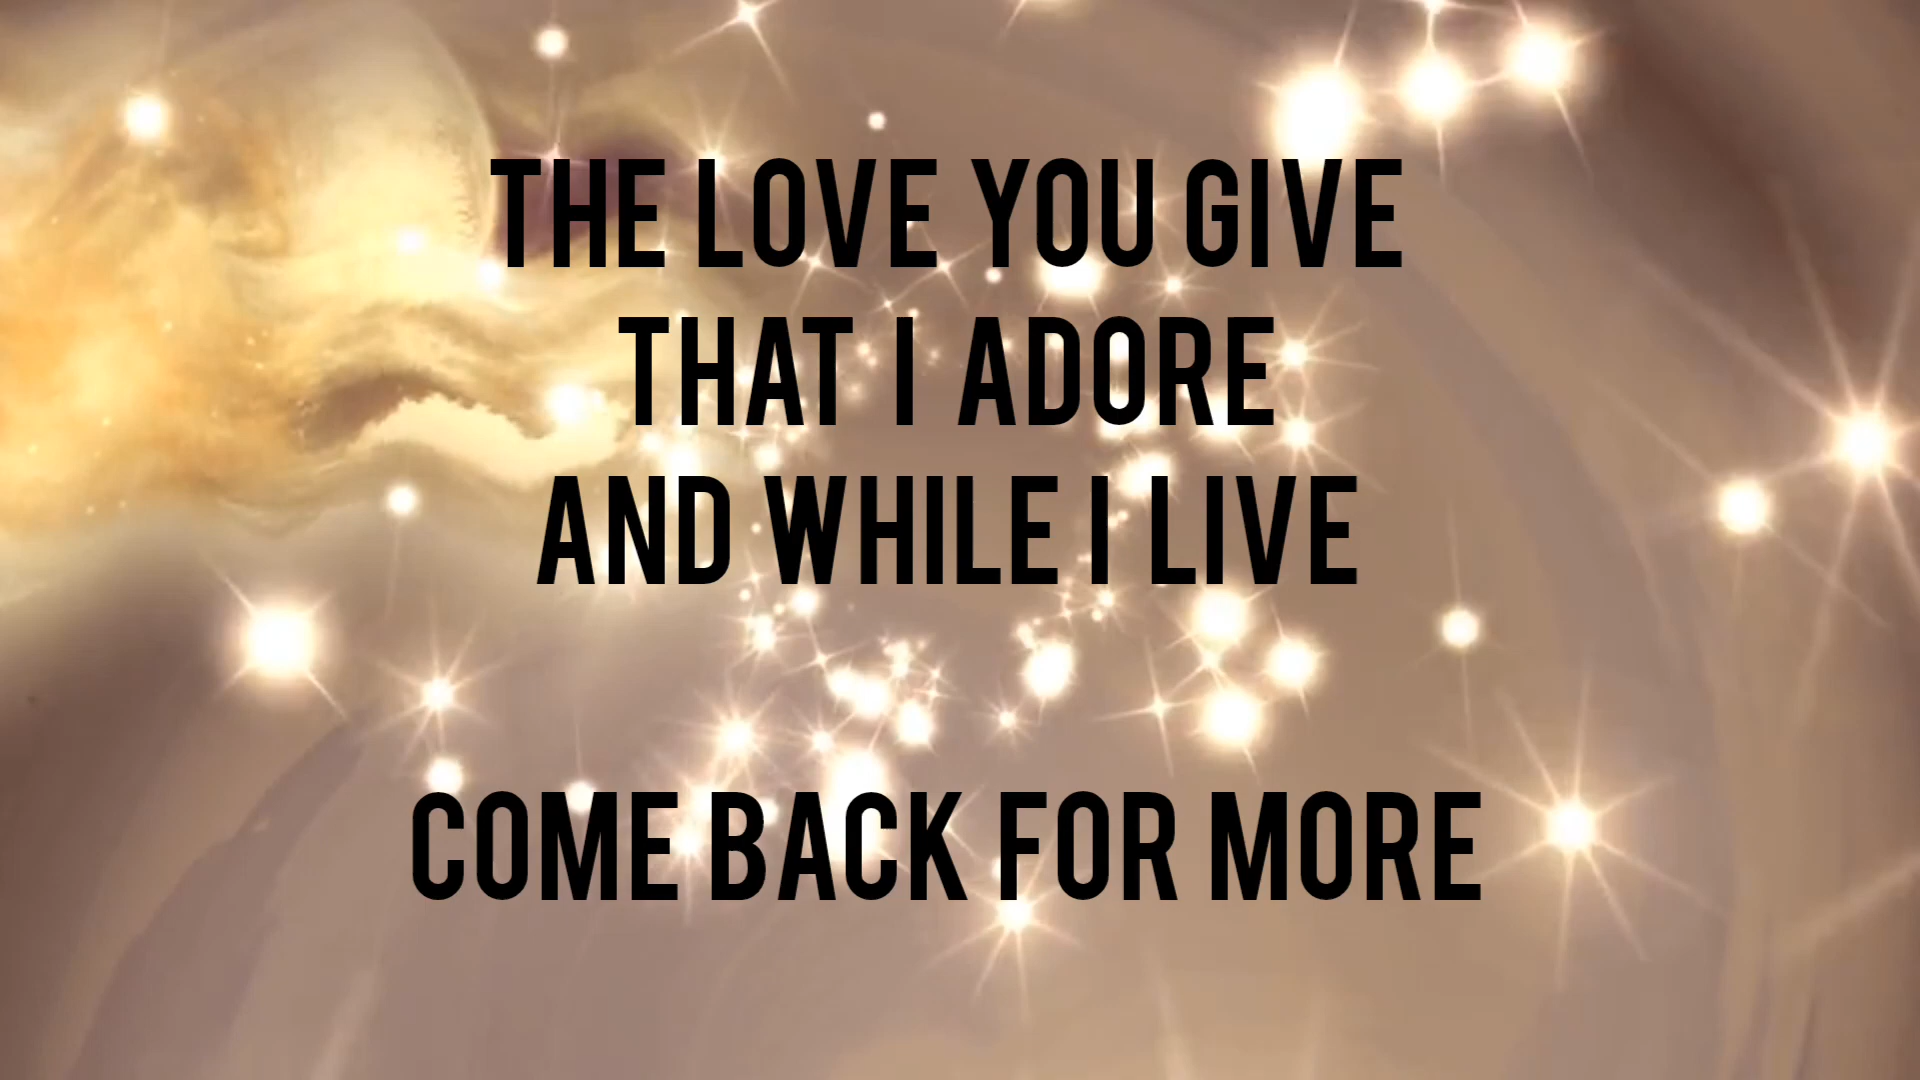 THE LOVE YOU GIVE
THAT I ADORE
AND WHILE I LIVE
COME BACK FOR MORE